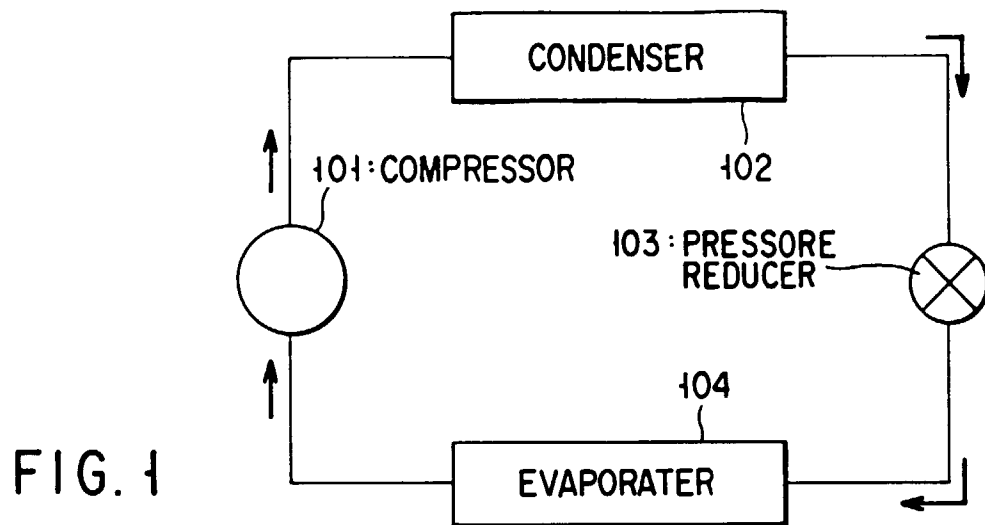 CONDENSER
102
101:COMPRESSOR
103:PRESSORE
REDUCER
104
EVAPORATER
FIG. 1